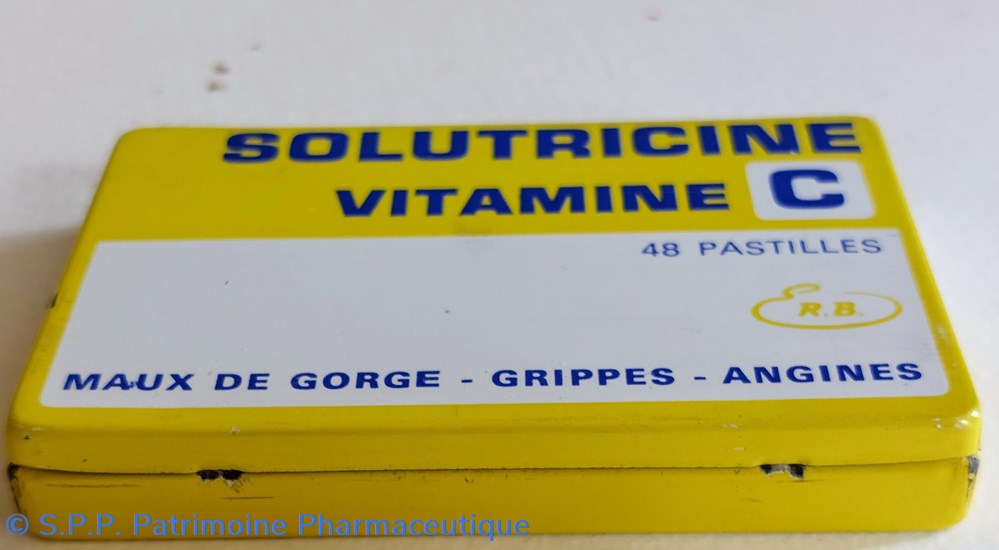 SOLUTRICINE
VITAMINE C
48 PASTILLES
R.B.
MAUX DE GORGE - GRIPPES - ANGINES
© S.P.P. Patrimoine Pharmaceutique